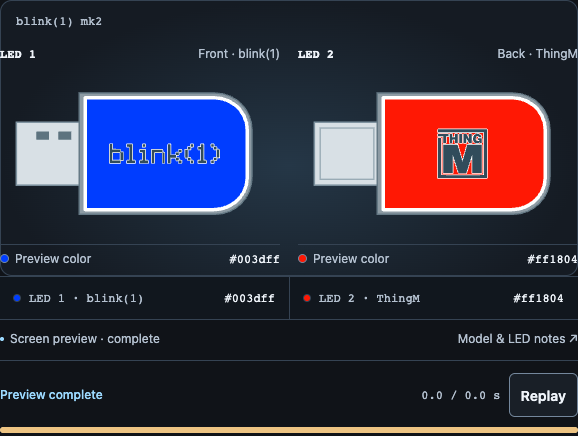 blink(1) mk2
LED 1 Front · blink(1) LED 2 Back · ThingM
blink(1) THING M
Preview color #003dff Preview color #ff1804
LED 1 · blink(1) #003dff LED 2 · ThingM #ff1804
Screen preview · complete Model & LED notes ↗
Preview complete 0.0 / 0.0 s Replay